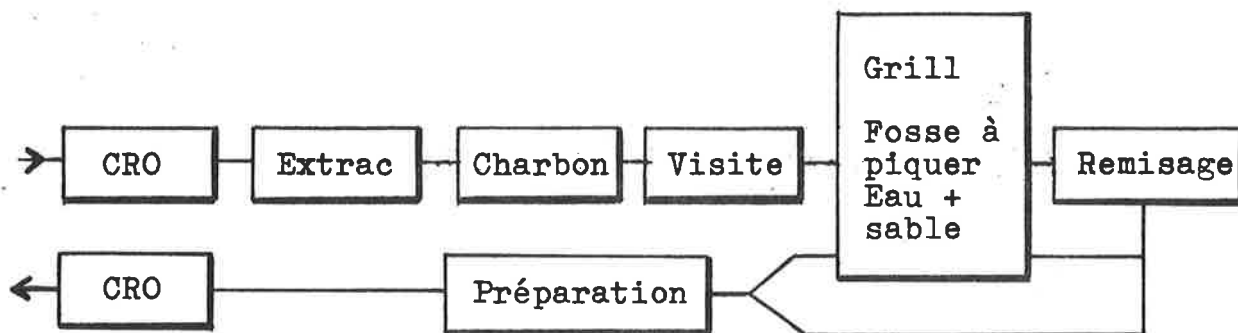 CRO
Extrac
Charbon
Visite
Grill
Fosse à
piquer
Eau +
sable
Remisage
CRO
Préparation